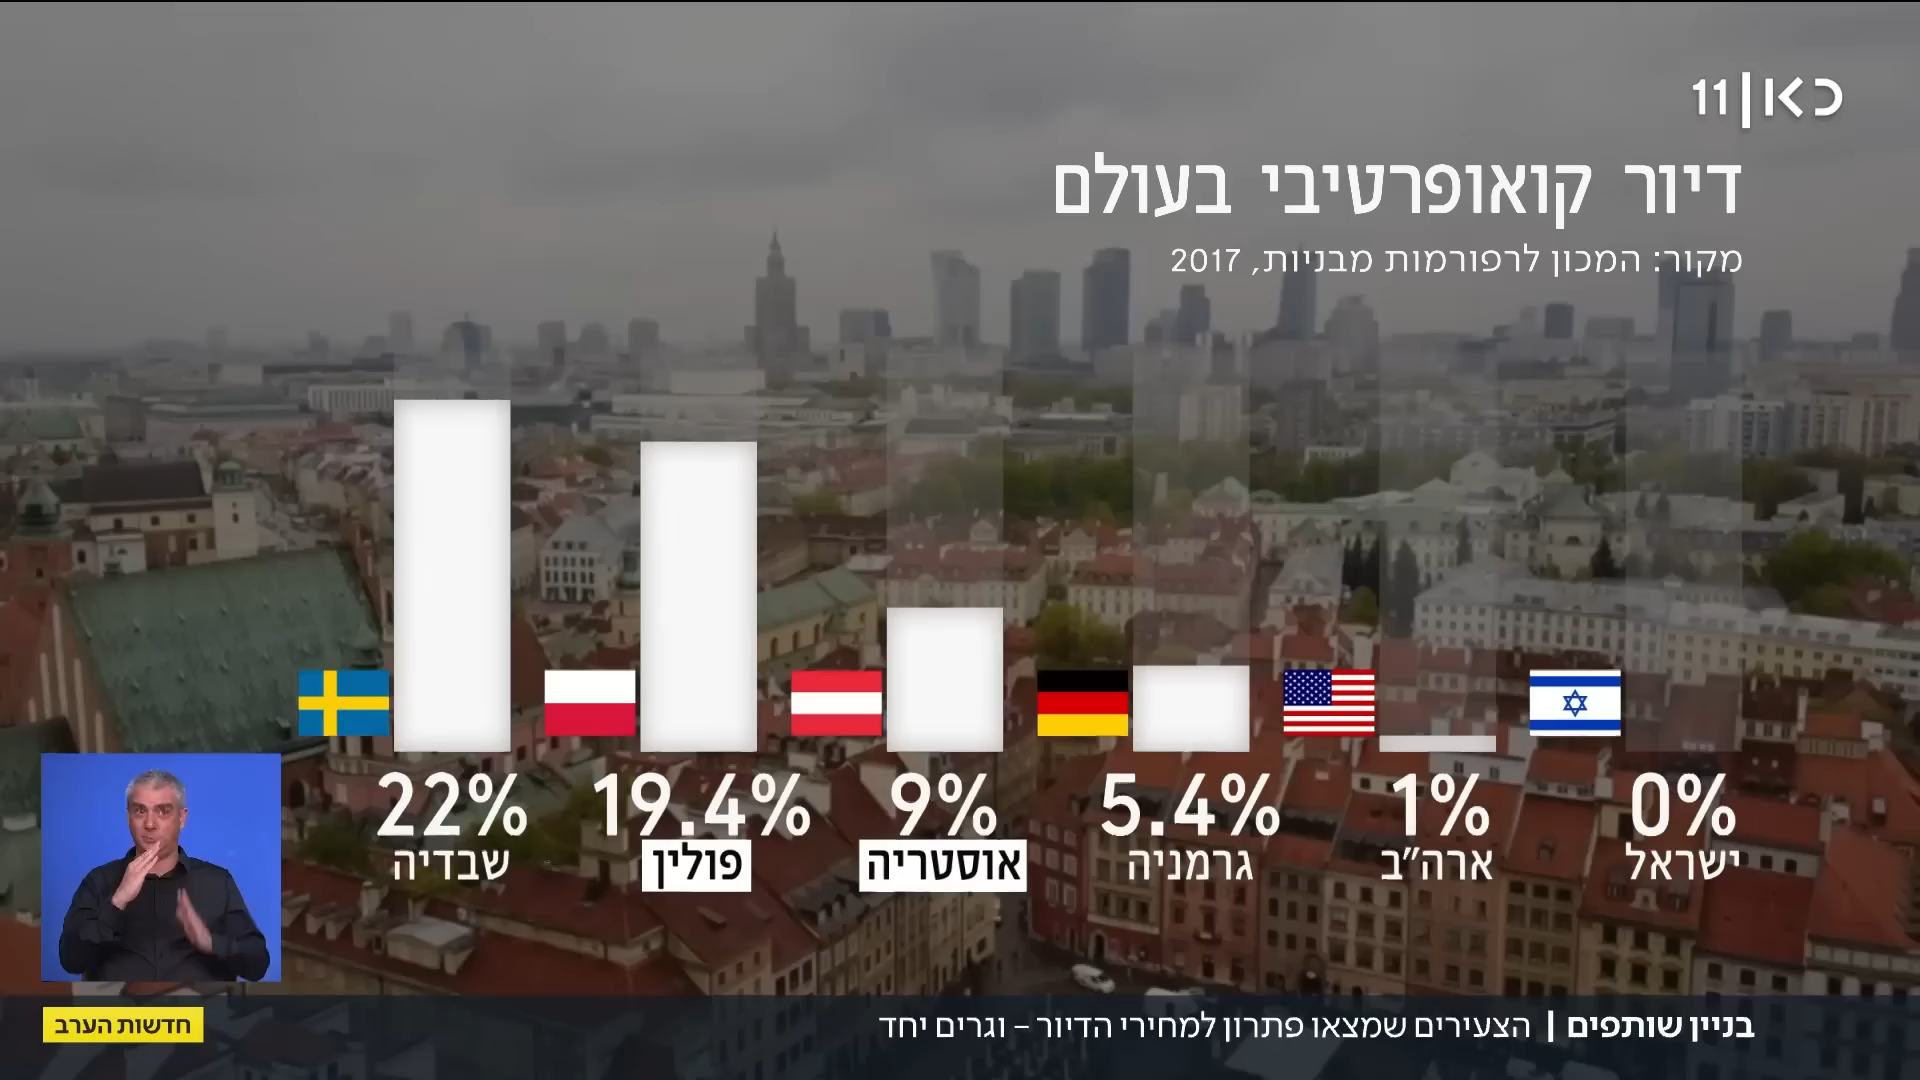 כאן | 11
דיור קואופרטיבי בעולם
מקור: המכון לרפורמות מבניות, 2017
22% 19.4% 9% 5.4% 1% 0%
שבדיה פולין אוסטריה גרמניה ארה"ב ישראל
בניין שותפים | הצעירים שמצאו פתרון למחירי הדיור – וגרים יחד
חדשות הערב